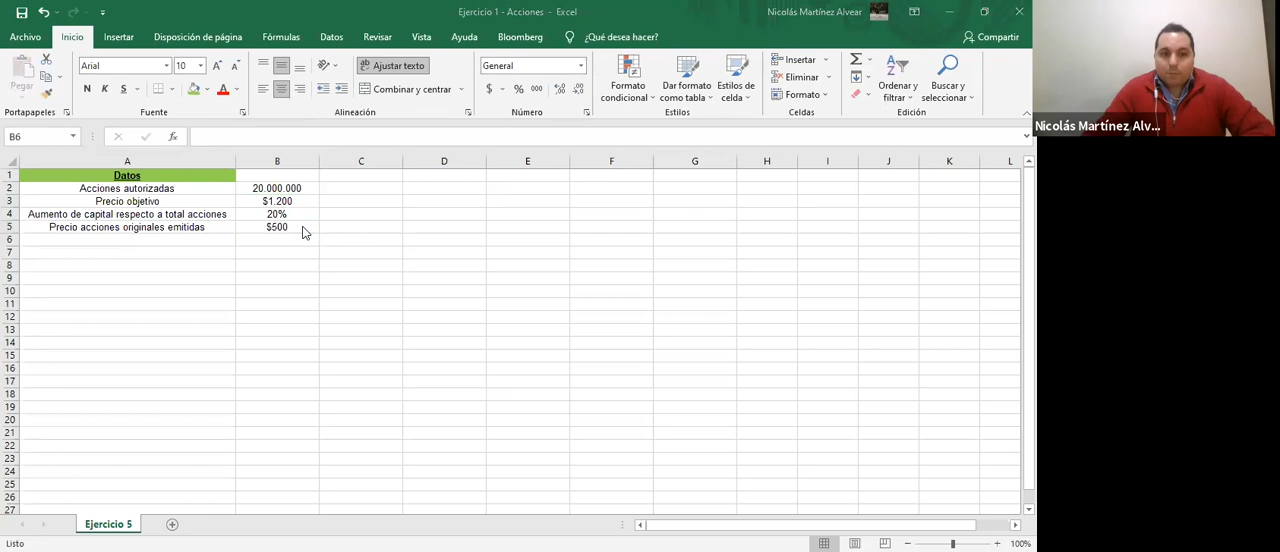 Ejercicio 1 - Acciones - Excel
Nicolás Martínez Alvear
Archivo Inicio Insertar Disposición de página Fórmulas Datos Revisar Vista Ayuda Bloomberg ¿Qué desea hacer? Compartir
Pegar
Arial 10
N K S
Ajustar texto
Combinar y centrar
General
$ % 000
Formato condicional
Dar formato como tabla
Estilos de celda
Insertar
Eliminar
Formato
Ordenar y filtrar
Buscar y seleccionar
Portapapeles Fuente Alineación Número Estilos Celdas Edición
Nicolás Martínez Alv...
B6 fx
A B C D E F G H I J K L
1 Datos
2 Acciones autorizadas 20.000.000
3 Precio objetivo $1.200
4 Aumento de capital respecto a total acciones 20%
5 Precio acciones originales emitidas $500
6
7
8
9
10
11
12
13
14
15
16
17
18
19
20
21
22
23
24
25
26
27
Ejercicio 5
Listo 100%